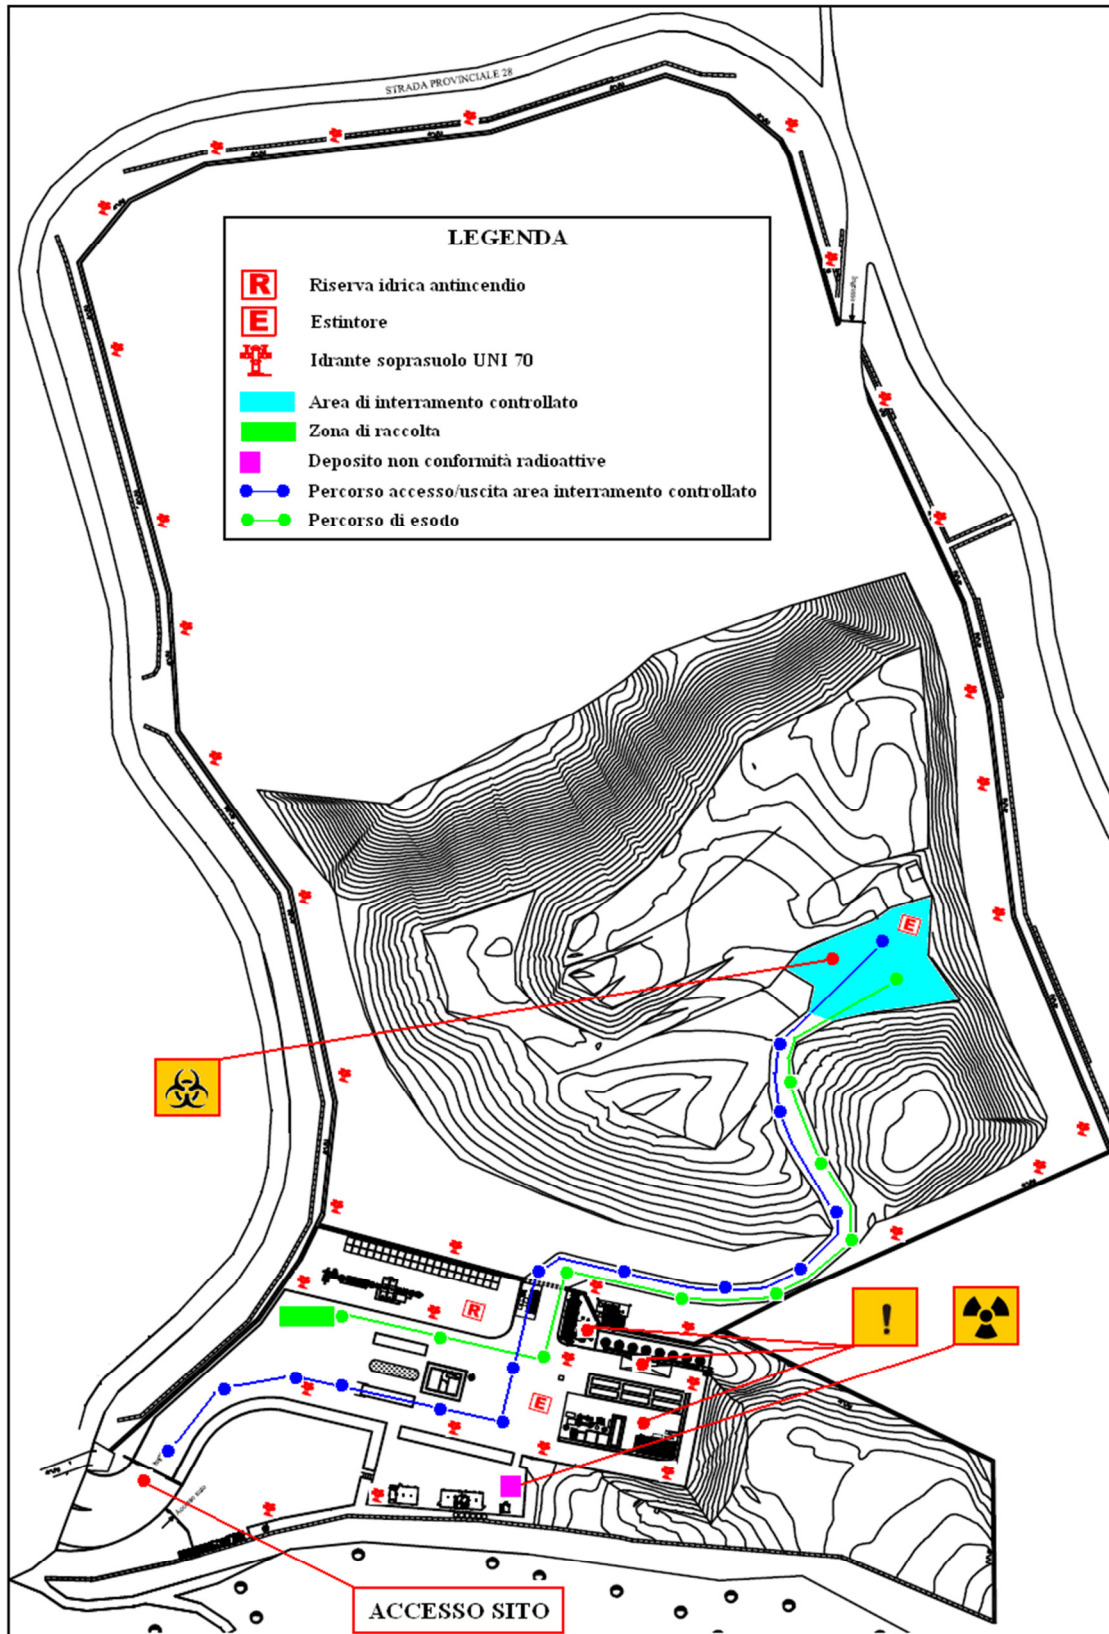 STRADA PROVINCIALE 28
LEGENDA
R Riserva idrica antincendio
E Estintore
Idrante soprasuolo UNI 70
Area di interramento controllato
Zona di raccolta
Deposito non conformità radioattive
Percorso accesso/uscita area interramento controllato
Percorso di esodo
E
R
!
E
ACCESSO SITO